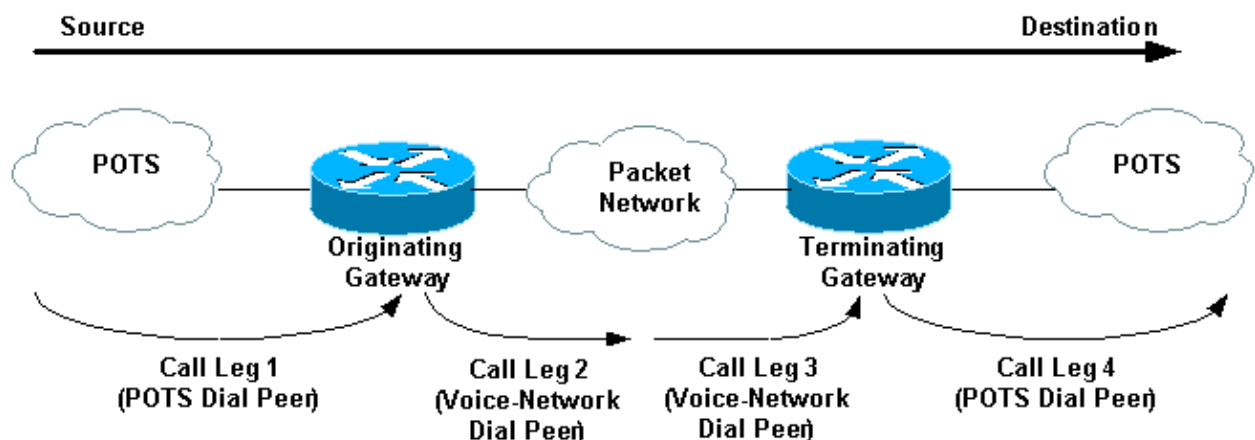 Source
Destination
POTS
Packet
Network
POTS
Originating
Gateway
Terminating
Gateway
Call Leg 1
(POTS Dial Peer)
Call Leg 2
(Voice-Network
Dial Peer)
Call Leg 3
(Voice-Network
Dial Peer)
Call Leg 4
(POTS Dial Peer)